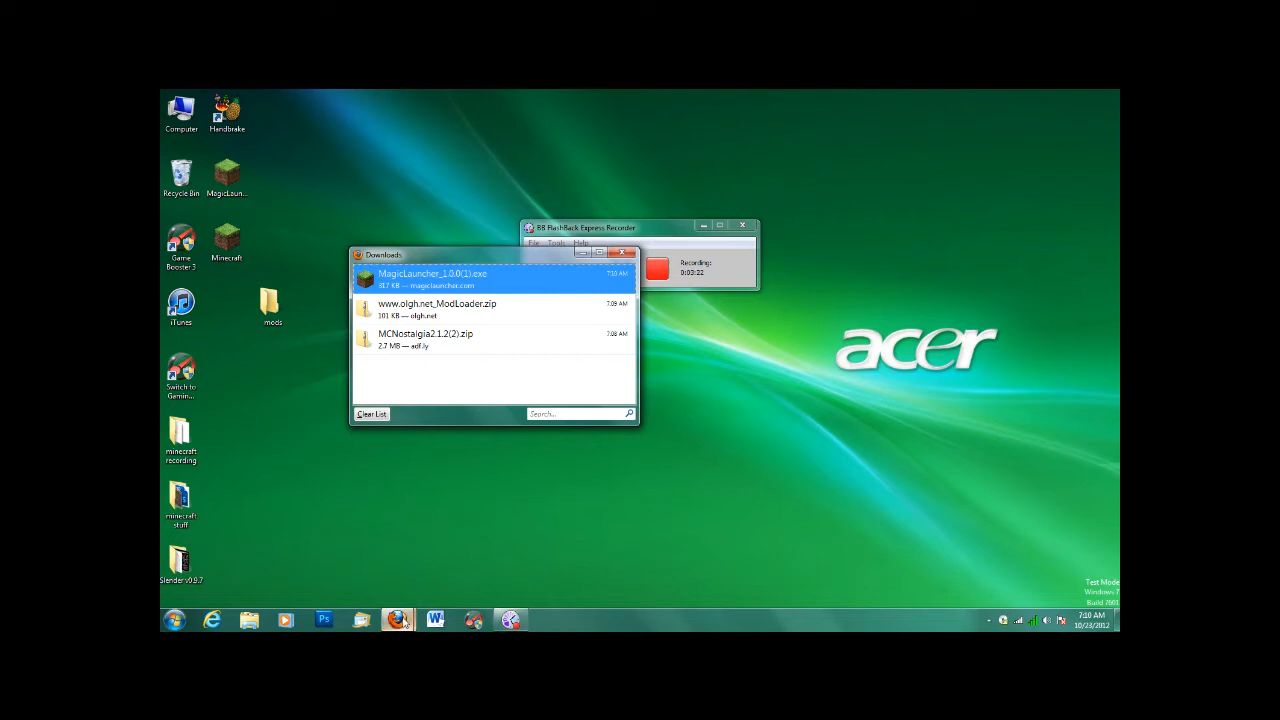 Computer
Handbrake
Recycle Bin
MagicLaun...
Game
Booster 3
Minecraft
iTunes
mods
Switch to
Gamin...
minecraft
recording
minecraft
stuff
Slender v0.9.7
BB FlashBack Express Recorder
File Tools Help
Recording:
0:03:22
Downloads
MagicLauncher_1.0.0(1).exe 7:10 AM
317 KB — magiclauncher.com
www.olgh.net_ModLoader.zip 7:09 AM
101 KB — olgh.net
MCNostalgia2.1.2(2).zip 7:08 AM
2.7 MB — adf.ly
Clear List
Search...
acer
Test Mode
Windows 7
Build 7601
Ps
W
7:10 AM
10/23/2012